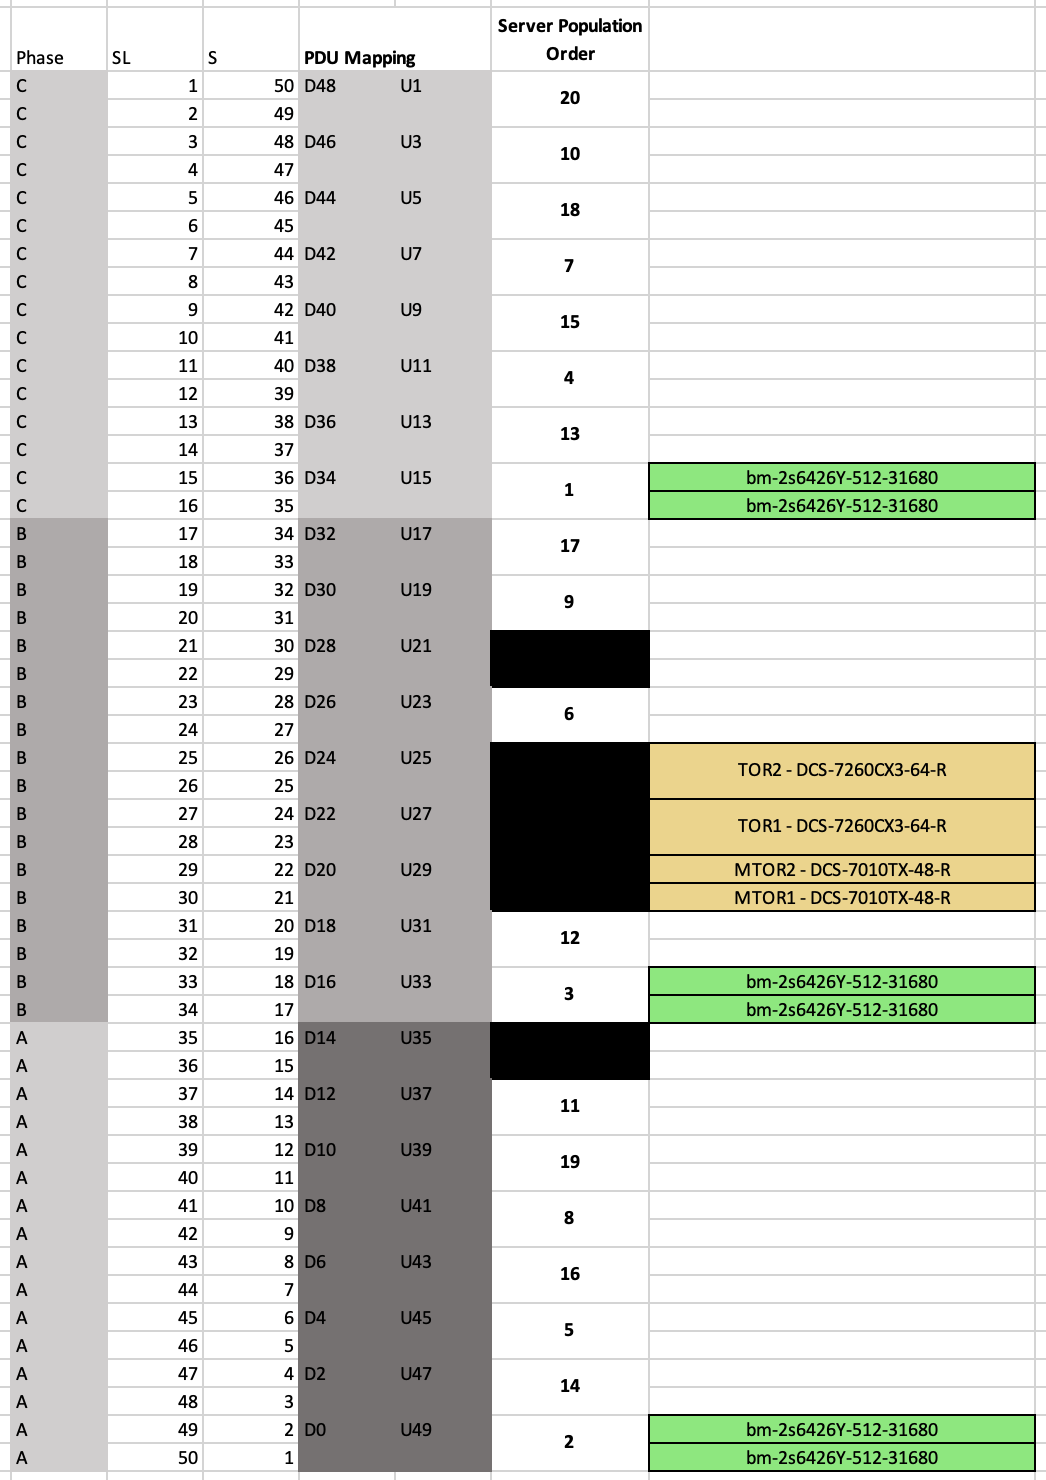 Phase SL S PDU Mapping Server Population Order
C 1 50 D48 U1 20
C 2 49
C 3 48 D46 U3 10
C 4 47
C 5 46 D44 U5 18
C 6 45
C 7 44 D42 U7 7
C 8 43
C 9 42 D40 U9 15
C 10 41
C 11 40 D38 U11 4
C 12 39
C 13 38 D36 U13 13
C 14 37
C 15 36 D34 U15 1 bm-2s6426Y-512-31680
C 16 35 bm-2s6426Y-512-31680
B 17 34 D32 U17 17
B 18 33
B 19 32 D30 U19 9
B 20 31
B 21 30 D28 U21
B 22 29
B 23 28 D26 U23 6
B 24 27
B 25 26 D24 U25 TOR2 - DCS-7260CX3-64-R
B 26 25
B 27 24 D22 U27 TOR1 - DCS-7260CX3-64-R
B 28 23
B 29 22 D20 U29 MTOR2 - DCS-7010TX-48-R
B 30 21 MTOR1 - DCS-7010TX-48-R
B 31 20 D18 U31 12
B 32 19
B 33 18 D16 U33 3 bm-2s6426Y-512-31680
B 34 17 bm-2s6426Y-512-31680
A 35 16 D14 U35
A 36 15
A 37 14 D12 U37 11
A 38 13
A 39 12 D10 U39 19
A 40 11
A 41 10 D8 U41 8
A 42 9
A 43 8 D6 U43 16
A 44 7
A 45 6 D4 U45 5
A 46 5
A 47 4 D2 U47 14
A 48 3
A 49 2 D0 U49 2 bm-2s6426Y-512-31680
A 50 1 bm-2s6426Y-512-31680